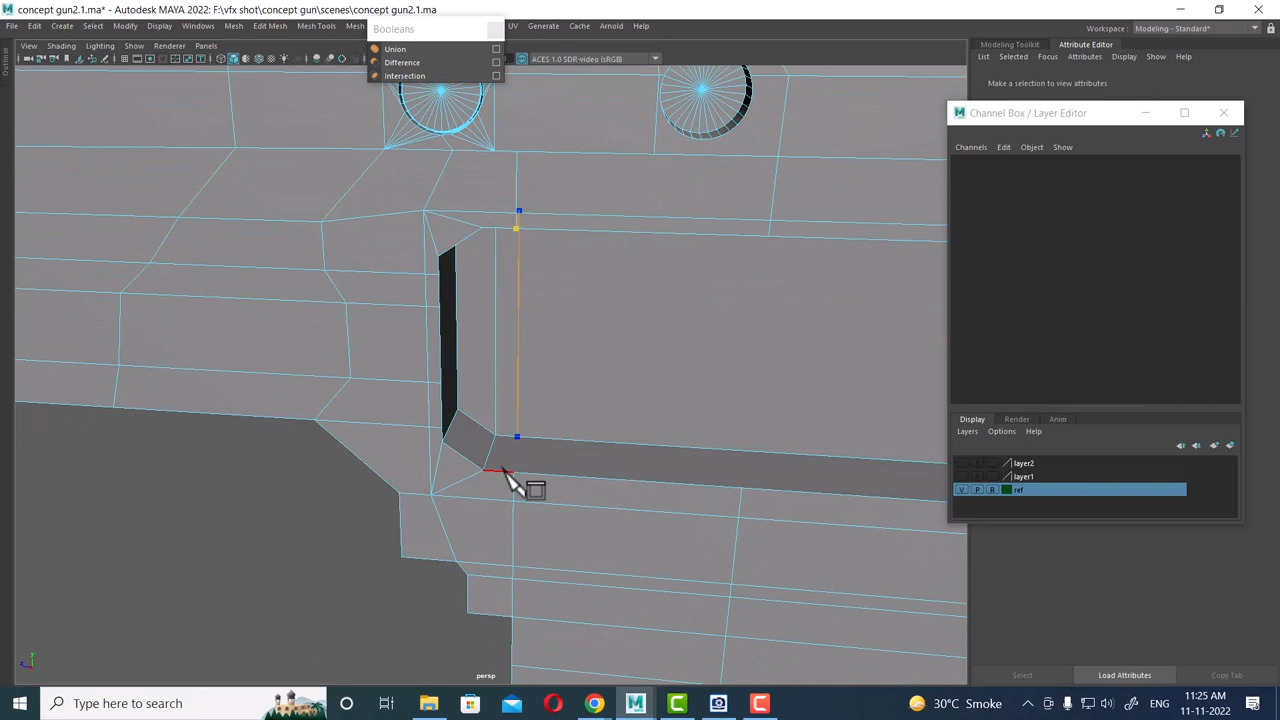 concept gun2.1.ma* - Autodesk MAYA 2022: F:\vfx shot\concept gun\scenes\concept gun2.1.ma
File Edit Create Select Modify Display Windows Mesh Edit Mesh Mesh Tools Mesh UV Generate Cache Arnold Help
Workspace: Modeling - Standard*
Booleans
Union
Difference
Intersection
View Shading Lighting Show Renderer Panels
ACES 1.0 SDR-video (sRGB)
Outliner
Modeling Toolkit Attribute Editor
List Selected Focus Attributes Display Show Help
Make a selection to view attributes
Channel Box / Layer Editor
Channels Edit Object Show
Display Render Anim
Layers Options Help
layer2
layer1
V P R ref
persp
Select Load Attributes Copy Tab
Type here to search
30°C Smoke
ENG
11:25 AM
11-11-2022